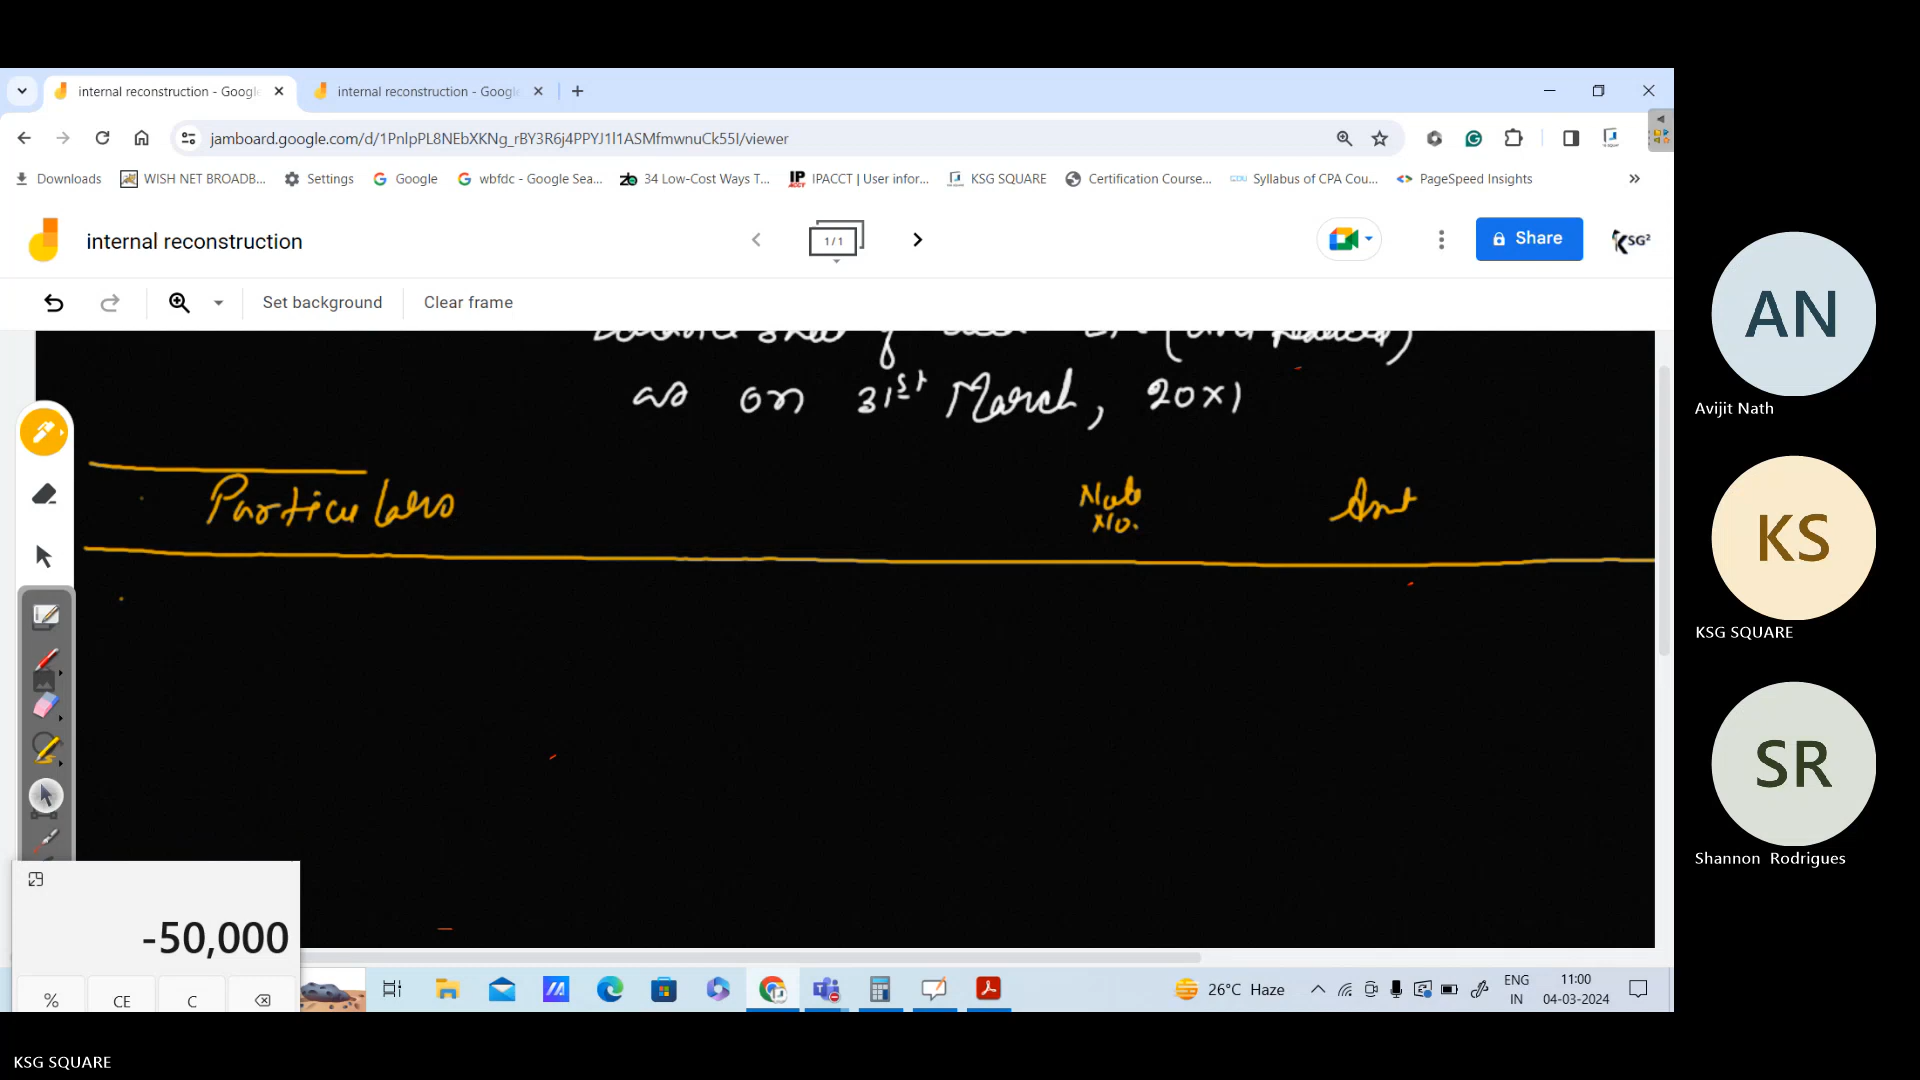 internal reconstruction - Google
internal reconstruction - Googl
jamboard.google.com/d/1PnlpPL8NEbXKNg_rBY3R6j4PPYJ1l1ASMfmwnuCk55I/viewer
Downloads
WISH NET BROADB...
Settings
Google
wbfdc - Google Sea...
34 Low-Cost Ways T...
IPACCT | User infor...
KSG SQUARE
Certification Course...
Syllabus of CPA Cou...
PageSpeed Insights
internal reconstruction
1 / 1
Share
KSG²
Set background
Clear frame
as on 31st March, 20x1
Particulars
Note No.
Amt
-50,000
%
CE
C
26°C Haze
ENG
IN
11:00
04-03-2024
AN
Avijit Nath
KS
KSG SQUARE
SR
Shannon Rodrigues
KSG SQUARE